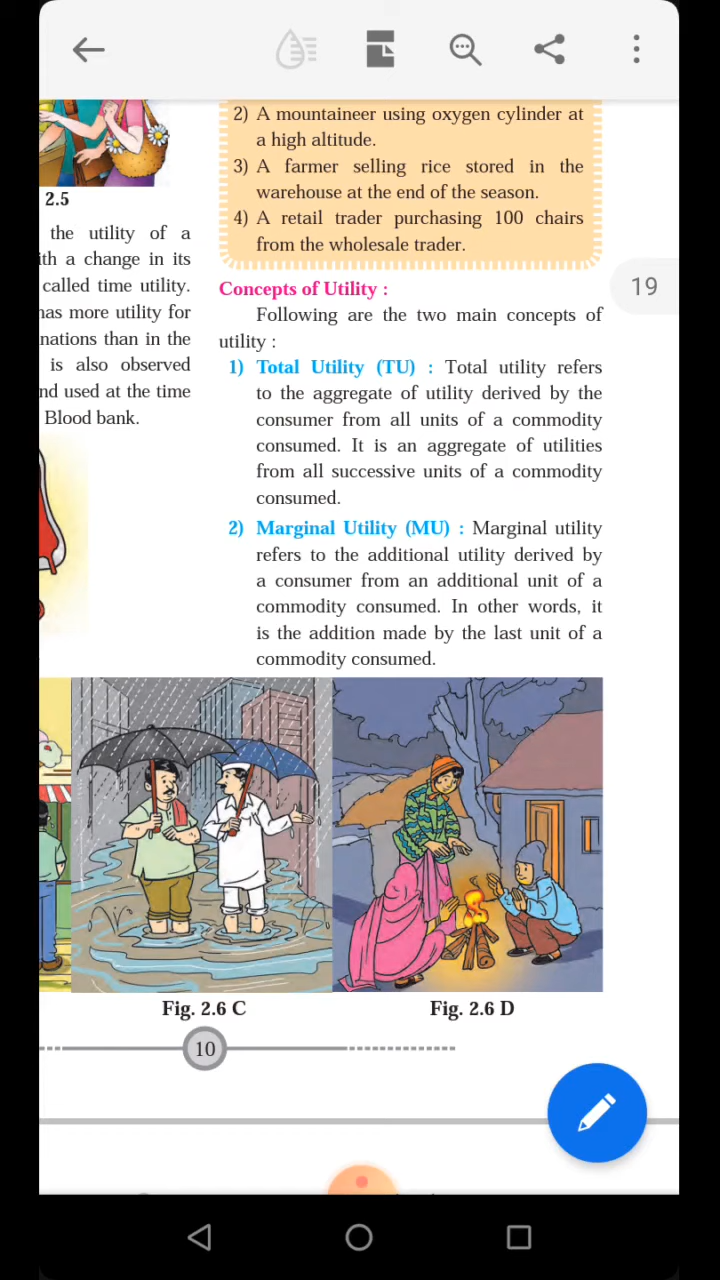 2.5
the utility of a
ith a change in its
called time utility.
has more utility for
nations than in the
is also observed
nd used at the time
Blood bank.
2) A mountaineer using oxygen cylinder at
a high altitude.
3) A farmer selling rice stored in the
warehouse at the end of the season.
4) A retail trader purchasing 100 chairs
from the wholesale trader.
19
Concepts of Utility :
Following are the two main concepts of
utility :
1) Total Utility (TU) : Total utility refers
to the aggregate of utility derived by the
consumer from all units of a commodity
consumed. It is an aggregate of utilities
from all successive units of a commodity
consumed.
2) Marginal Utility (MU) : Marginal utility
refers to the additional utility derived by
a consumer from an additional unit of a
commodity consumed. In other words, it
is the addition made by the last unit of a
commodity consumed.
Fig. 2.6 C
Fig. 2.6 D
10